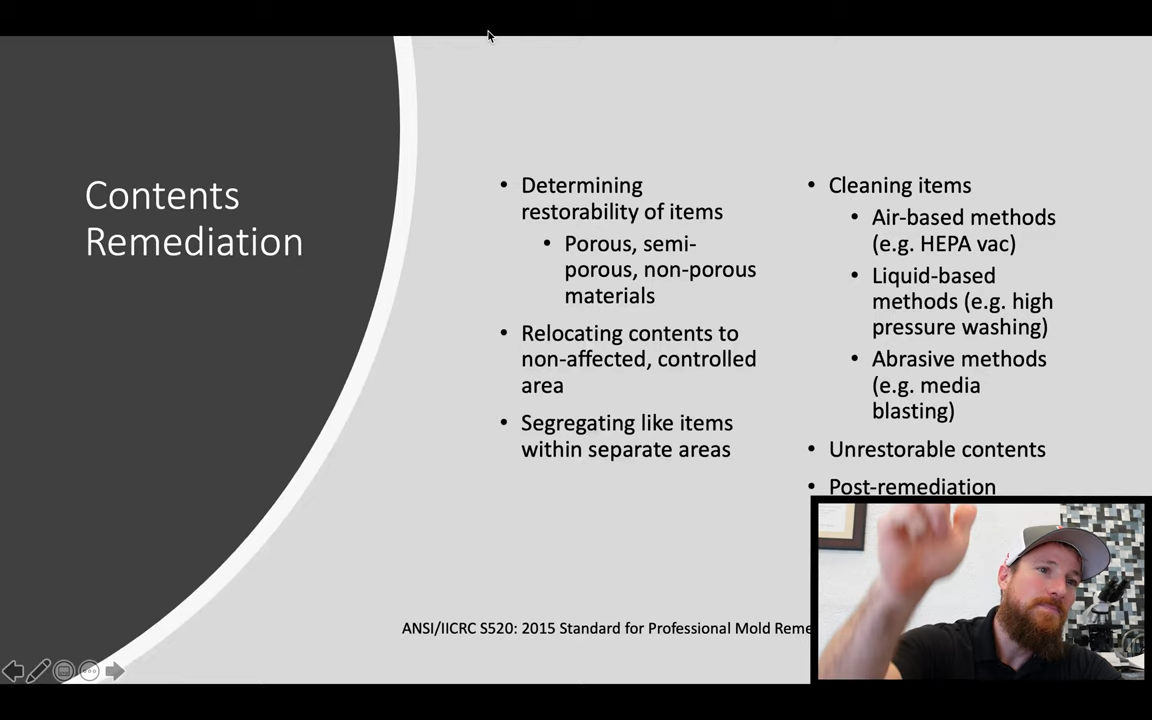 Contents
Remediation
• Determining
restorability of items
• Porous, semi-
porous, non-porous
materials
• Relocating contents to
non-affected, controlled
area
• Segregating like items
within separate areas
• Cleaning items
• Air-based methods
(e.g. HEPA vac)
• Liquid-based
methods (e.g. high
pressure washing)
• Abrasive methods
(e.g. media
blasting)
• Unrestorable contents
• Post-remediation
ANSI/IICRC S520: 2015 Standard for Professional Mold Reme